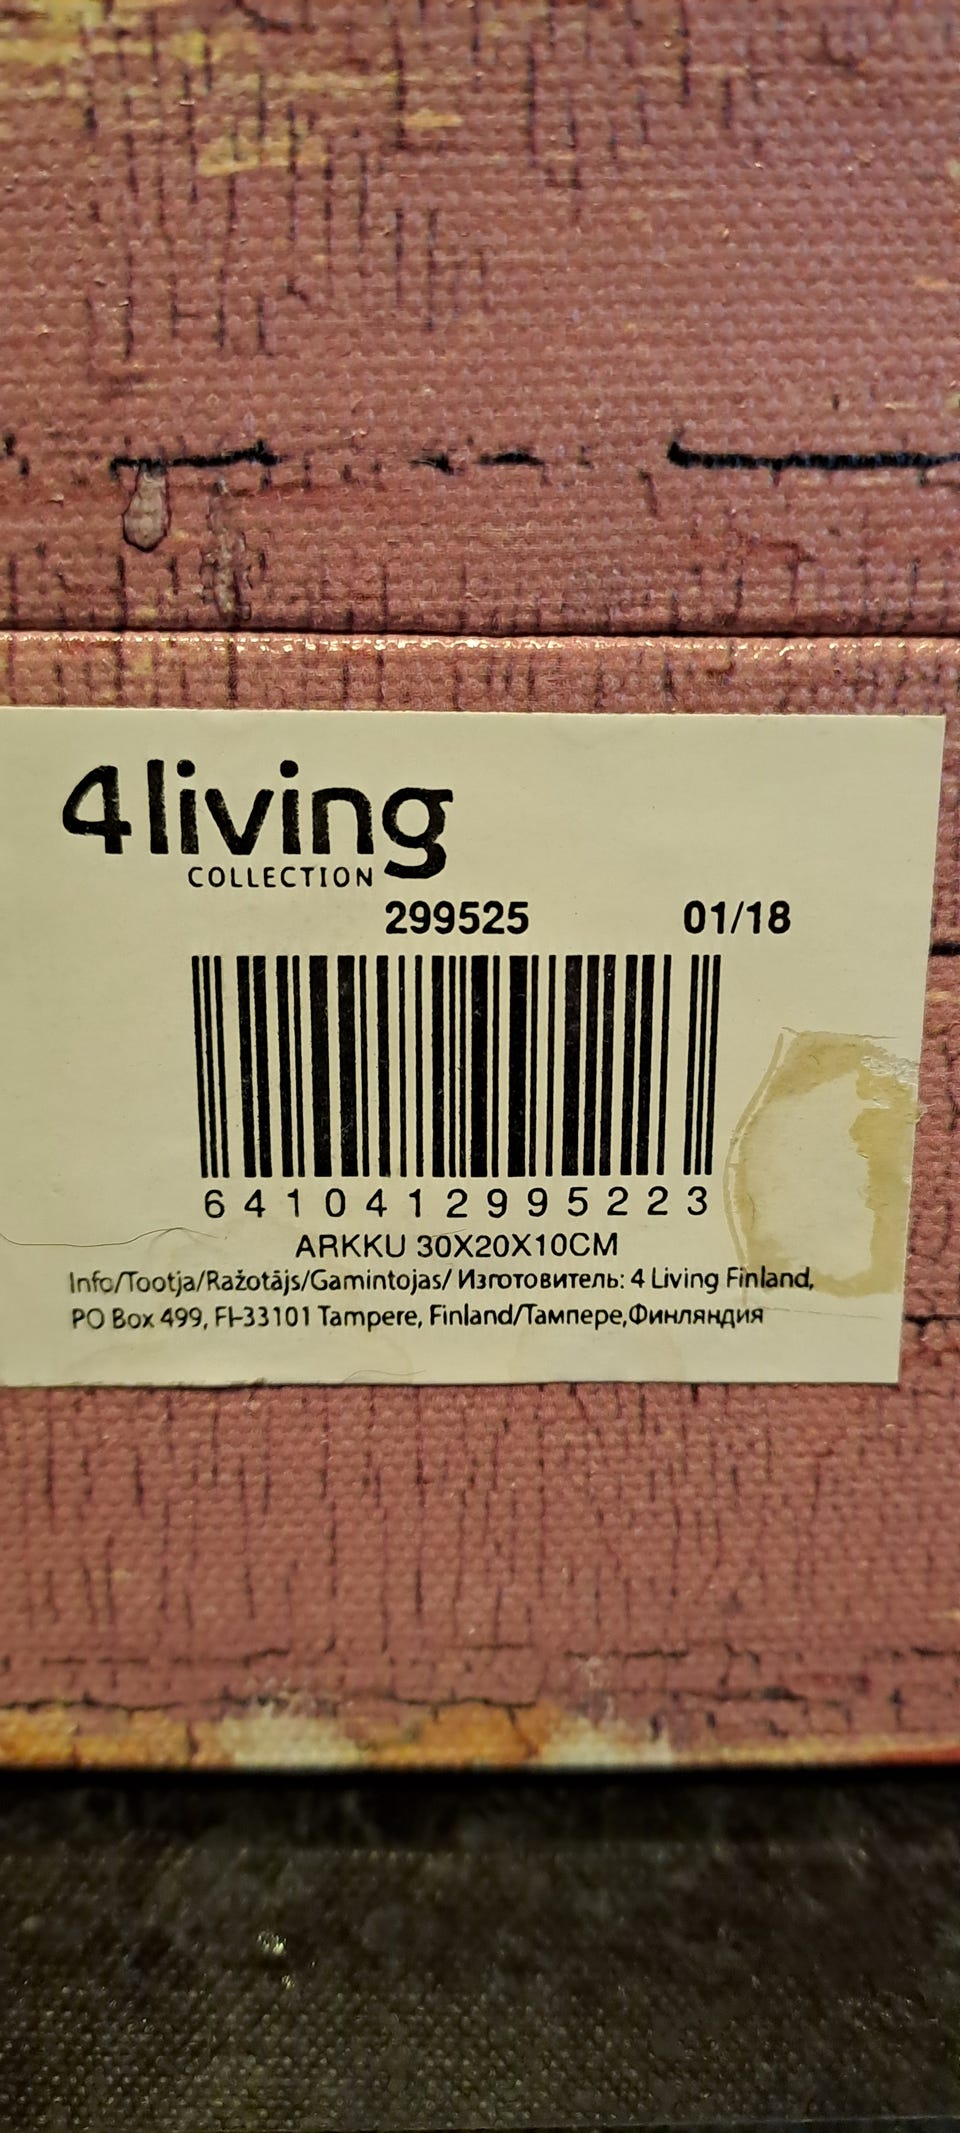 4living
COLLECTION
299525 01/18
6410412995223
ARKKU 30X20X10CM
Info/Tootja/Ražotājs/Gamintojas/ Изготовитель: 4 Living Finland,
PO Box 499, FI-33101 Tampere, Finland/Тампере,Финляндия